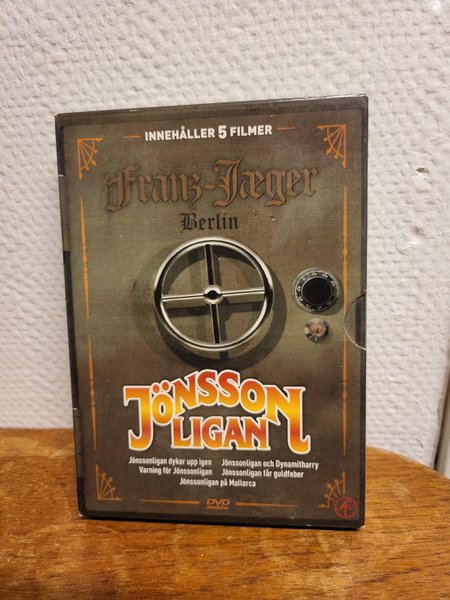 INNEHÅLLER 5 FILMER
Franz-Jæger
Berlin
JÖNSSON
LIGAN
Jönssonligan dyker upp igen Jönssonligan och Dynamitharry
Varning för Jönssonligan Jönssonligan får guldfeber
Jönssonligan på Mallorca
DVD